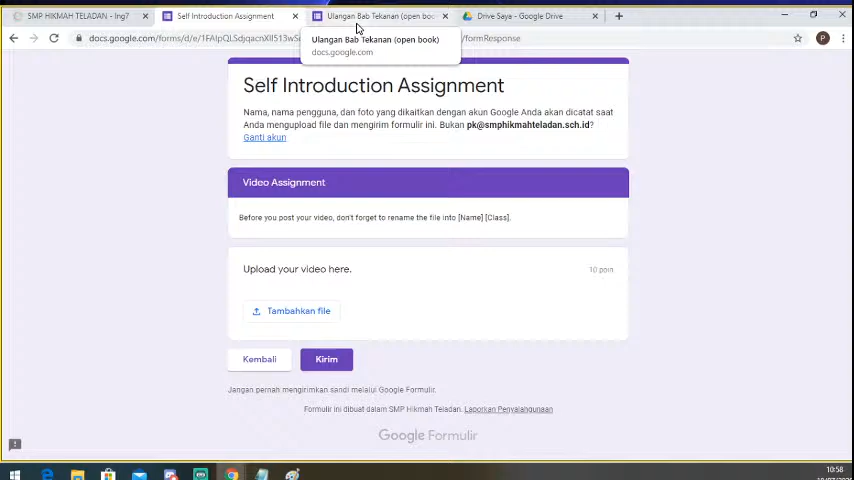 SMP HIKMAH TELADAN - Ing7
Self Introduction Assignment
Ulangan Bab Tekanan (open boo
Drive Saya - Google Drive
docs.google.com/forms/d/e/1FAIpQLSdjqacnXII513wS
/formResponse
P
Ulangan Bab Tekanan (open book)
docs.google.com
Self Introduction Assignment
Nama, nama pengguna, dan foto yang dikaitkan dengan akun Google Anda akan dicatat saat
Anda mengupload file dan mengirim formulir ini. Bukan pk@smphikmahteladan.sch.id?
Ganti akun
Video Assignment
Before you post your video, don't forget to rename the file into [Name] [Class].
Upload your video here.
10 poin
Tambahkan file
Kembali
Kirim
Jangan pernah mengirimkan sandi melalui Google Formulir.
Formulir ini dibuat dalam SMP Hikmah Teladan. Laporkan Penyalahgunaan
Google Formulir
10:58